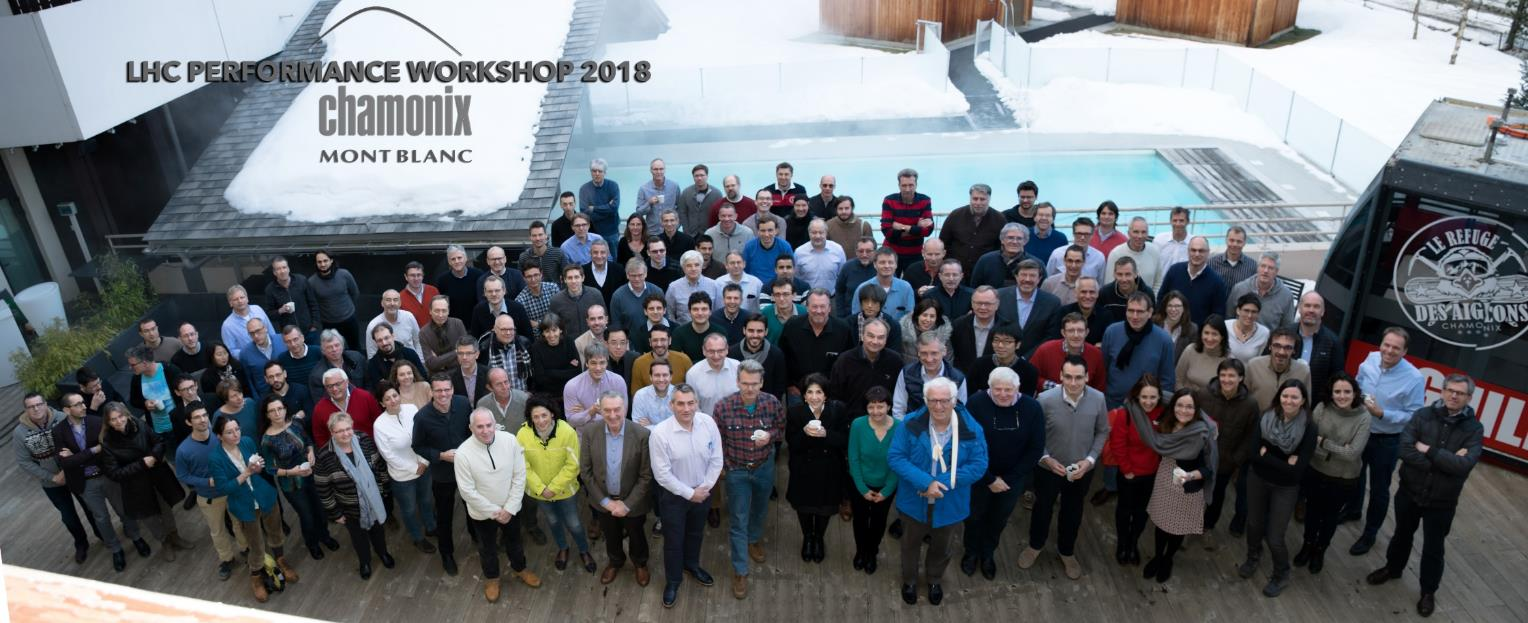 LHC PERFORMANCE WORKSHOP 2018
chamonix
MONT BLANC
LE REFUGE
DES AIGLONS
CHAMONIX